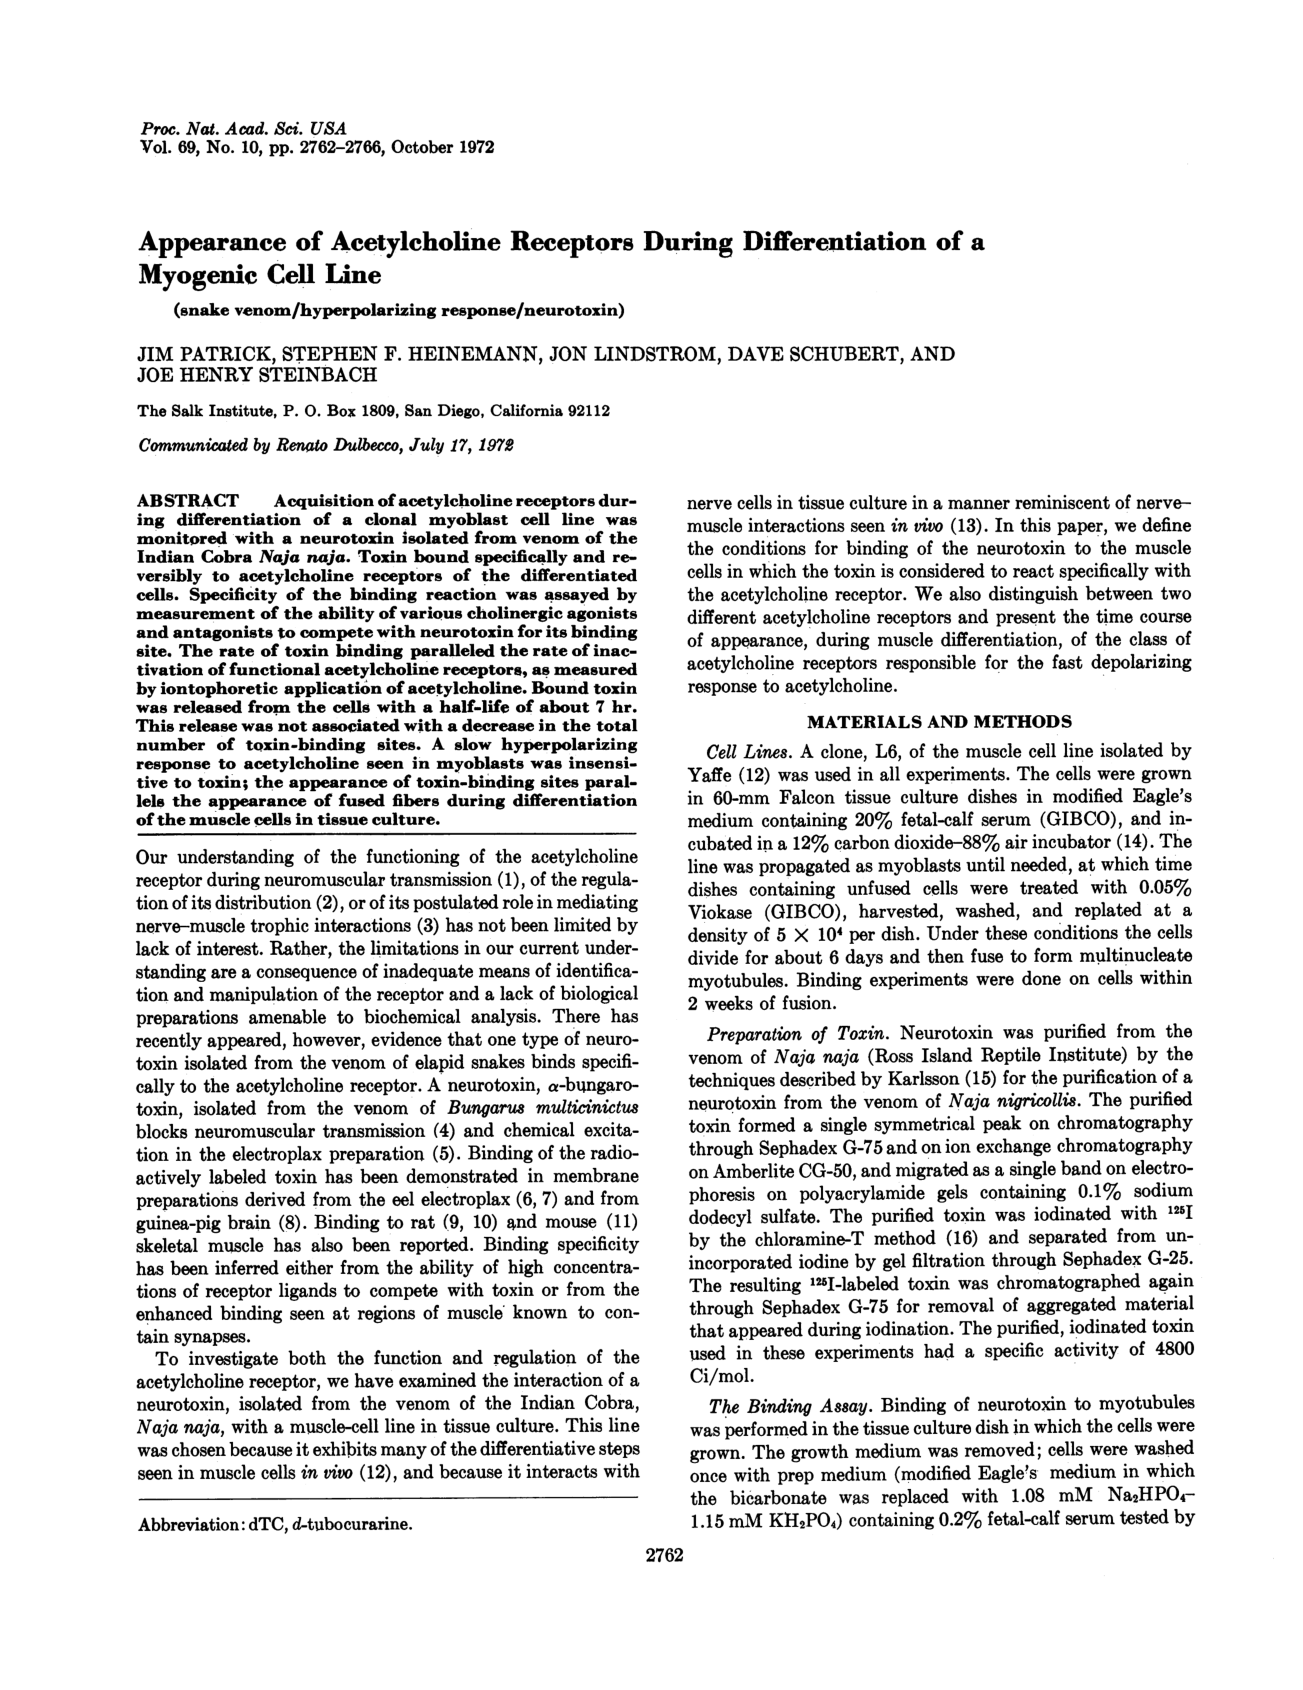 Proc. Nat. Acad. Sci. USA
Vol. 69, No. 10, pp. 2762–2766, October 1972
Appearance of Acetylcholine Receptors During Differentiation of a
Myogenic Cell Line
(snake venom/hyperpolarizing response/neurotoxin)
JIM PATRICK, STEPHEN F. HEINEMANN, JON LINDSTROM, DAVE SCHUBERT, AND
JOE HENRY STEINBACH
The Salk Institute, P. O. Box 1809, San Diego, California 92112
Communicated by Renato Dulbecco, July 17, 1972
ABSTRACT Acquisition of acetylcholine receptors dur-
ing differentiation of a clonal myoblast cell line was
monitored with a neurotoxin isolated from venom of the
Indian Cobra Naja naja. Toxin bound specifically and re-
versibly to acetylcholine receptors of the differentiated
cells. Specificity of the binding reaction was assayed by
measurement of the ability of various cholinergic agonists
and antagonists to compete with neurotoxin for its binding
site. The rate of toxin binding paralleled the rate of inac-
tivation of functional acetylcholine receptors, as measured
by iontophoretic application of acetylcholine. Bound toxin
was released from the cells with a half-life of about 7 hr.
This release was not associated with a decrease in the total
number of toxin-binding sites. A slow hyperpolarizing
response to acetylcholine seen in myoblasts was insensi-
tive to toxin; the appearance of toxin-binding sites paral-
lels the appearance of fused fibers during differentiation
of the muscle cells in tissue culture.
Our understanding of the functioning of the acetylcholine
receptor during neuromuscular transmission (1), of the regula-
tion of its distribution (2), or of its postulated role in mediating
nerve–muscle trophic interactions (3) has not been limited by
lack of interest. Rather, the limitations in our current under-
standing are a consequence of inadequate means of identifica-
tion and manipulation of the receptor and a lack of biological
preparations amenable to biochemical analysis. There has
recently appeared, however, evidence that one type of neuro-
toxin isolated from the venom of elapid snakes binds specifi-
cally to the acetylcholine receptor. A neurotoxin, α-bungaro-
toxin, isolated from the venom of Bungarus multicinictus
blocks neuromuscular transmission (4) and chemical excita-
tion in the electroplax preparation (5). Binding of the radio-
actively labeled toxin has been demonstrated in membrane
preparations derived from the eel electroplax (6, 7) and from
guinea-pig brain (8). Binding to rat (9, 10) and mouse (11)
skeletal muscle has also been reported. Binding specificity
has been inferred either from the ability of high concentra-
tions of receptor ligands to compete with toxin or from the
enhanced binding seen at regions of muscle known to con-
tain synapses.
To investigate both the function and regulation of the
acetylcholine receptor, we have examined the interaction of a
neurotoxin, isolated from the venom of the Indian Cobra,
Naja naja, with a muscle-cell line in tissue culture. This line
was chosen because it exhibits many of the differentiative steps
seen in muscle cells in vivo (12), and because it interacts with
Abbreviation: dTC, d-tubocurarine.
nerve cells in tissue culture in a manner reminiscent of nerve–
muscle interactions seen in vivo (13). In this paper, we define
the conditions for binding of the neurotoxin to the muscle
cells in which the toxin is considered to react specifically with
the acetylcholine receptor. We also distinguish between two
different acetylcholine receptors and present the time course
of appearance, during muscle differentiation, of the class of
acetylcholine receptors responsible for the fast depolarizing
response to acetylcholine.
MATERIALS AND METHODS
Cell Lines. A clone, L6, of the muscle cell line isolated by
Yaffe (12) was used in all experiments. The cells were grown
in 60-mm Falcon tissue culture dishes in modified Eagle's
medium containing 20% fetal-calf serum (GIBCO), and in-
cubated in a 12% carbon dioxide–88% air incubator (14). The
line was propagated as myoblasts until needed, at which time
dishes containing unfused cells were treated with 0.05%
Viokase (GIBCO), harvested, washed, and replated at a
density of 5 × 10⁴ per dish. Under these conditions the cells
divide for about 6 days and then fuse to form multinucleate
myotubules. Binding experiments were done on cells within
2 weeks of fusion.
Preparation of Toxin. Neurotoxin was purified from the
venom of Naja naja (Ross Island Reptile Institute) by the
techniques described by Karlsson (15) for the purification of a
neurotoxin from the venom of Naja nigricollis. The purified
toxin formed a single symmetrical peak on chromatography
through Sephadex G-75 and on ion exchange chromatography
on Amberlite CG-50, and migrated as a single band on electro-
phoresis on polyacrylamide gels containing 0.1% sodium
dodecyl sulfate. The purified toxin was iodinated with ¹²⁵I
by the chloramine-T method (16) and separated from un-
incorporated iodine by gel filtration through Sephadex G-25.
The resulting ¹²⁵I-labeled toxin was chromatographed again
through Sephadex G-75 for removal of aggregated material
that appeared during iodination. The purified, iodinated toxin
used in these experiments had a specific activity of 4800
Ci/mol.
The Binding Assay. Binding of neurotoxin to myotubules
was performed in the tissue culture dish in which the cells were
grown. The growth medium was removed; cells were washed
once with prep medium (modified Eagle's medium in which
the bicarbonate was replaced with 1.08 mM Na₂HPO₄–
1.15 mM KH₂PO₄) containing 0.2% fetal-calf serum tested by
2762